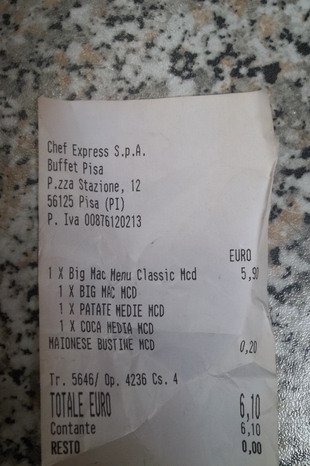 Chef Express S.p.A.
Buffet Pisa
P.zza Stazione, 12
56125 Pisa (PI)
P. Iva 00876120213
EURO
1 X Big Mac Menu Classic Mcd 5,90
1 X BIG MAC MCD
1 X PATATE MEDIE MCD
1 X COCA MEDIA MCD
MAIONESE BUSTINE MCD 0,20
Tr. 5646/ Op. 4236 Cs. 4
TOTALE EURO 6,10
Contante 6,10
RESTO 0,00